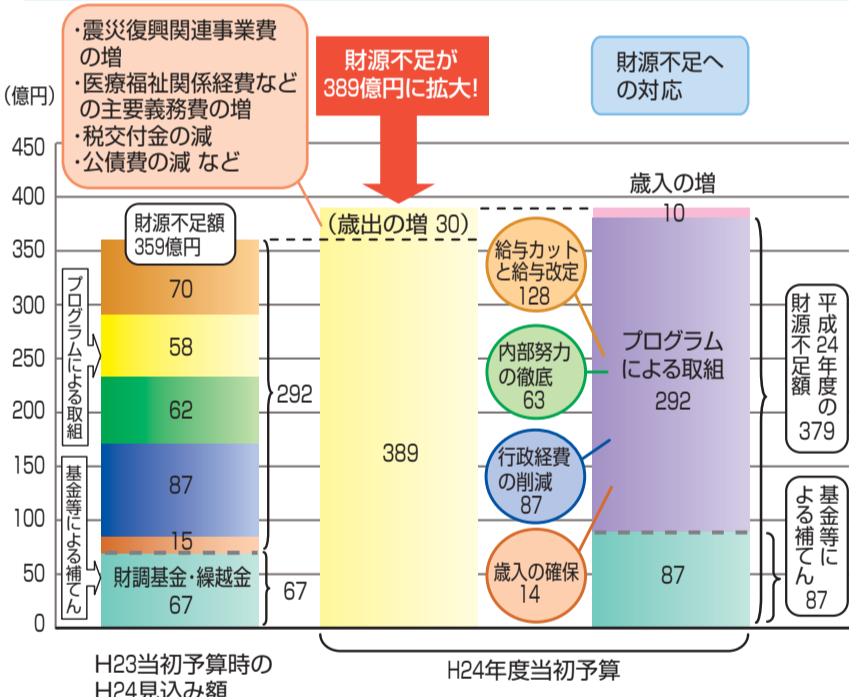 ・震災復興関連事業費
の増
・医療福祉関係経費など
の主要義務費の増
・税交付金の減
・公債費の減 など
財源不足が
389億円に拡大!
財源不足へ
の対応
(億円)
450
400
350
300
250
200
150
100
50
0
財源不足額
359億円
70
58
62
87
15
財調基金・繰越金
67
プログラムによる取組
基金等による補てん
292
67
H23当初予算時の
H24見込み額
(歳出の増 30)
389
給与カット
と給与改定
128
内部努力
の徹底
63
行政経費
の削減
87
歳入の確保
14
歳入の増
10
プログラム
による取組
292
87
平成24年度の
財源不足額
379
基金等に
よる補てん
87
H24年度当初予算